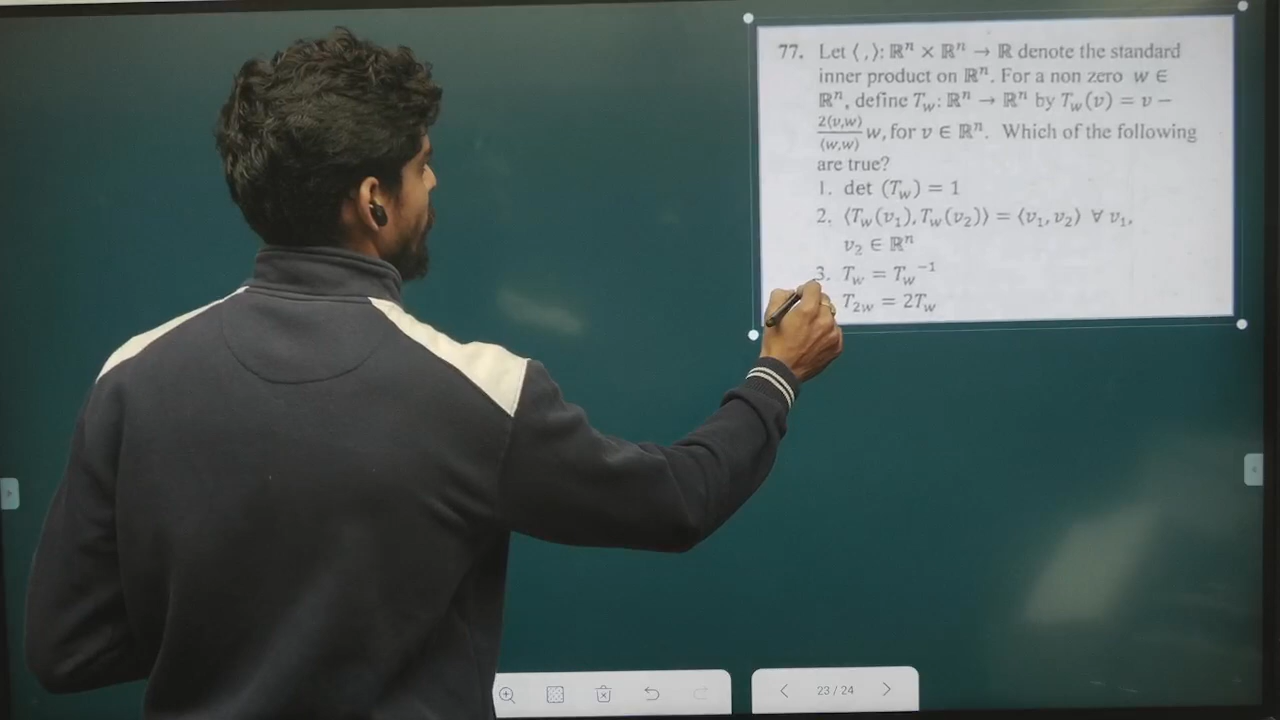 77. Let ⟨ , ⟩: ℝⁿ × ℝⁿ → ℝ denote the standard
inner product on ℝⁿ. For a non zero w ∈
ℝⁿ, define T_w: ℝⁿ → ℝⁿ by T_w(v) = v −
2⟨v,w⟩/⟨w,w⟩ w, for v ∈ ℝⁿ. Which of the following
are true?
1. det (T_w) = 1
2. ⟨T_w(v₁), T_w(v₂)⟩ = ⟨v₁, v₂⟩ ∀ v₁,
v₂ ∈ ℝⁿ
3. T_w = T_w⁻¹
T₂w = 2T_w
23 / 24